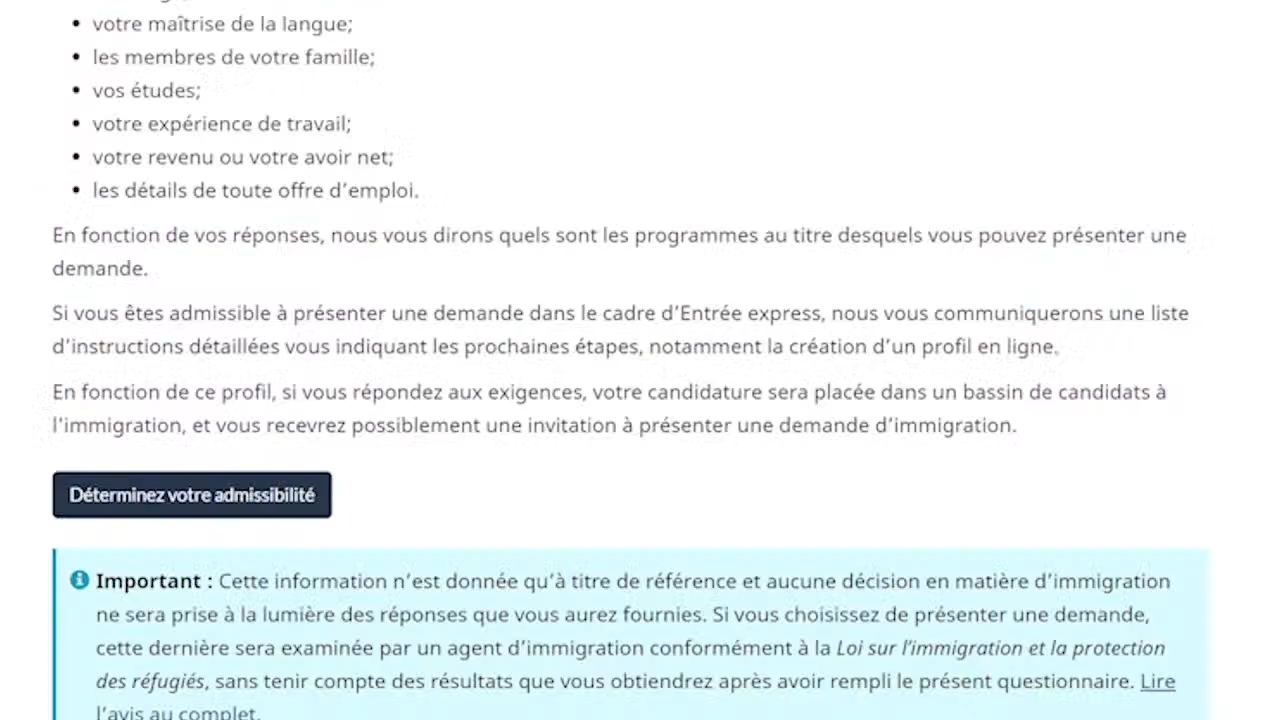 • votre maîtrise de la langue;
• les membres de votre famille;
• vos études;
• votre expérience de travail;
• votre revenu ou votre avoir net;
• les détails de toute offre d’emploi.
En fonction de vos réponses, nous vous dirons quels sont les programmes au titre desquels vous pouvez présenter une
demande.
Si vous êtes admissible à présenter une demande dans le cadre d’Entrée express, nous vous communiquerons une liste
d’instructions détaillées vous indiquant les prochaines étapes, notamment la création d’un profil en ligne.
En fonction de ce profil, si vous répondez aux exigences, votre candidature sera placée dans un bassin de candidats à
l'immigration, et vous recevrez possiblement une invitation à présenter une demande d’immigration.
Déterminez votre admissibilité
Important : Cette information n’est donnée qu’à titre de référence et aucune décision en matière d’immigration
ne sera prise à la lumière des réponses que vous aurez fournies. Si vous choisissez de présenter une demande,
cette dernière sera examinée par un agent d’immigration conformément à la Loi sur l’immigration et la protection
des réfugiés, sans tenir compte des résultats que vous obtiendrez après avoir rempli le présent questionnaire. Lire
l’avis au complet.